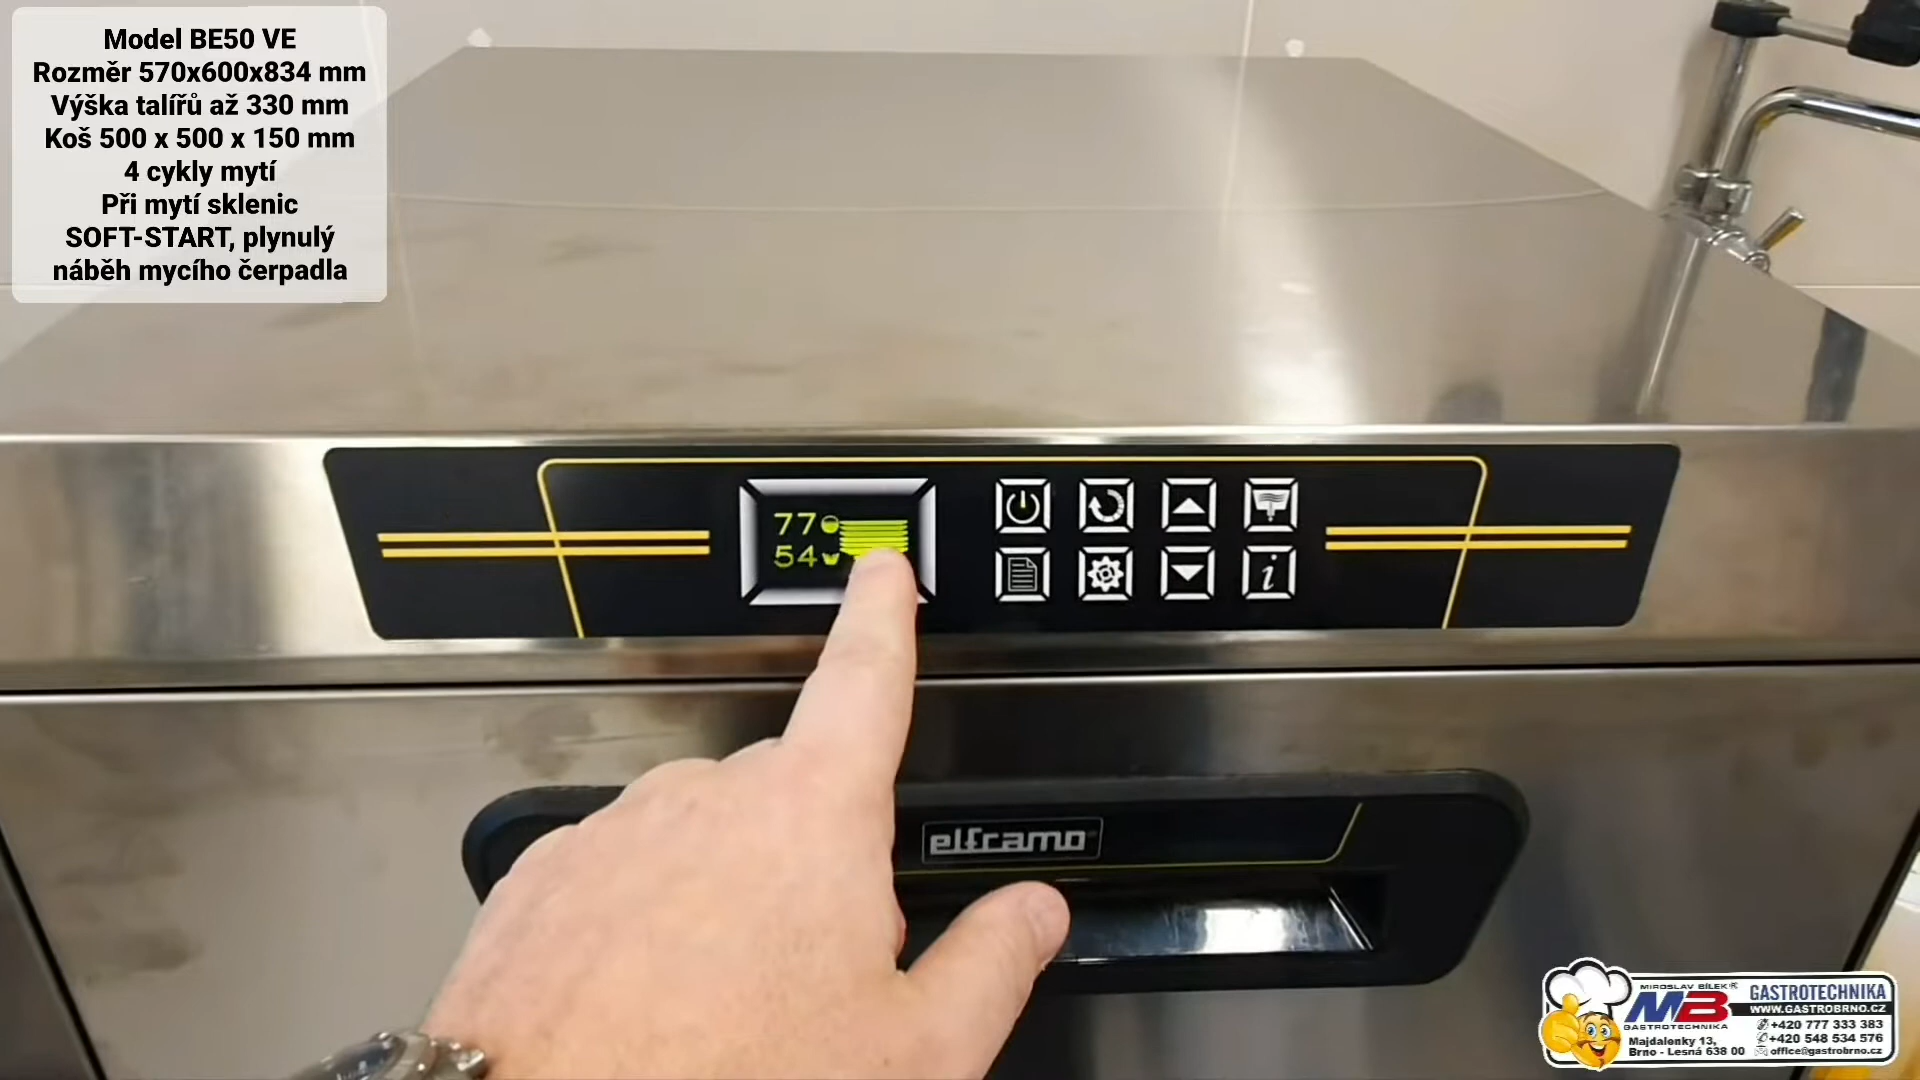 Model BE50 VE
Rozměr 570x600x834 mm
Výška talířů až 330 mm
Koš 500 x 500 x 150 mm
4 cykly mytí
Při mytí sklenic
SOFT-START, plynulý
náběh mycího čerpadla
77
54
i
elframo
MIROSLAV BÍLEK®
MB
GASTROTECHNIKA
Majdalenky 13,
Brno - Lesná 638 00
GASTROTECHNIKA
WWW.GASTROBRNO.CZ
+420 777 333 383
+420 548 534 576
office@gastrobrno.cz